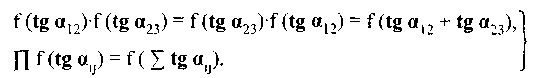 f (tg α₁₂)·f (tg α₂₃) = f (tg α₂₃)·f (tg α₁₂) = f (tg α₁₂ + tg α₂₃),
∏ f (tg αᵢⱼ) = f ( ∑ tg αᵢⱼ).